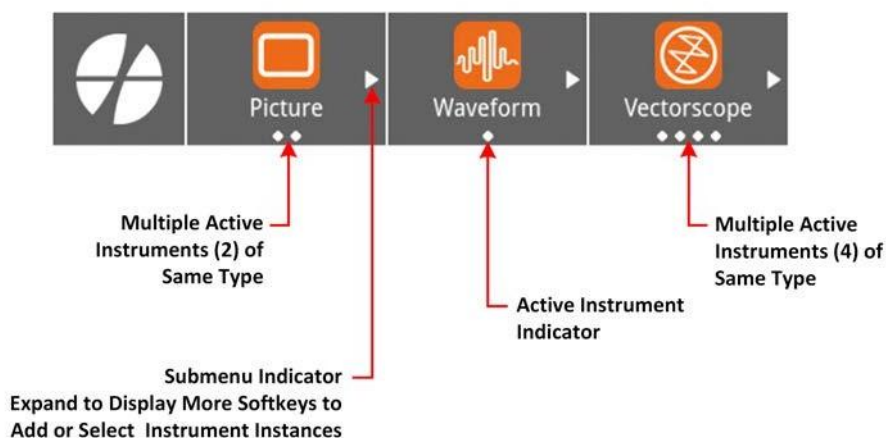 Picture
Waveform
Vectorscope
Multiple Active
Instruments (2) of
Same Type
Multiple Active
Instruments (4) of
Same Type
Active Instrument
Indicator
Submenu Indicator
Expand to Display More Softkeys to
Add or Select Instrument Instances